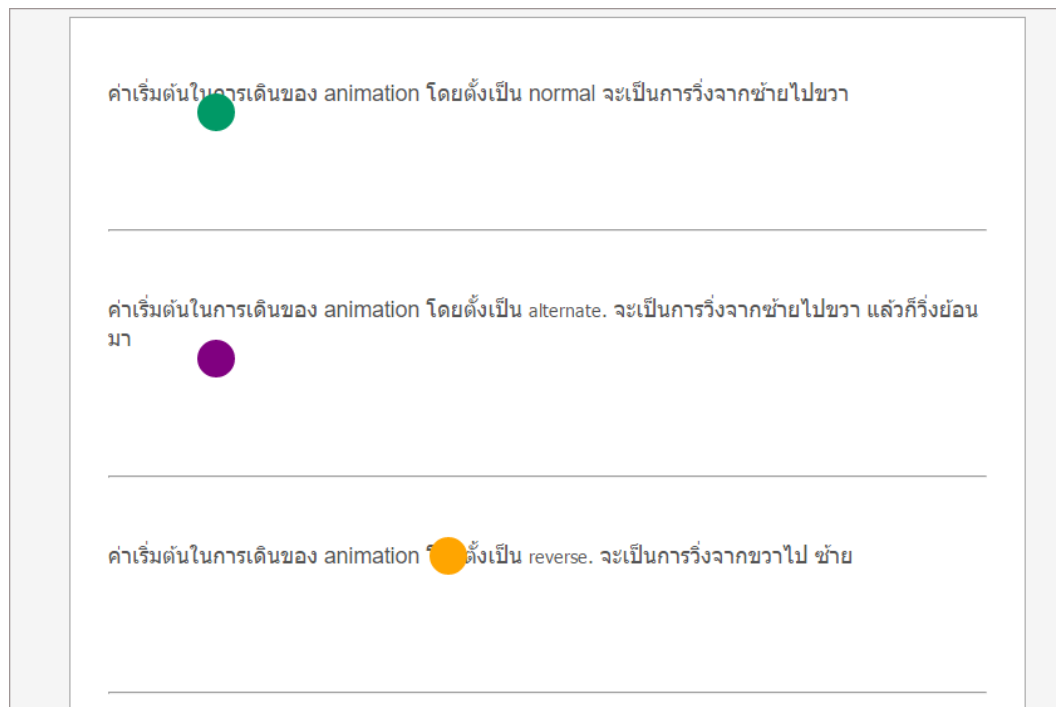 ค่าเริ่มต้นในการเดินของ animation โดยตั้งเป็น normal จะเป็นการวิ่งจากซ้ายไปขวา
ค่าเริ่มต้นในการเดินของ animation โดยตั้งเป็น alternate. จะเป็นการวิ่งจากซ้ายไปขวา แล้วก็วิ่งย้อน
มา
ค่าเริ่มต้นในการเดินของ animation ตั้งเป็น reverse. จะเป็นการวิ่งจากขวาไป ซ้าย